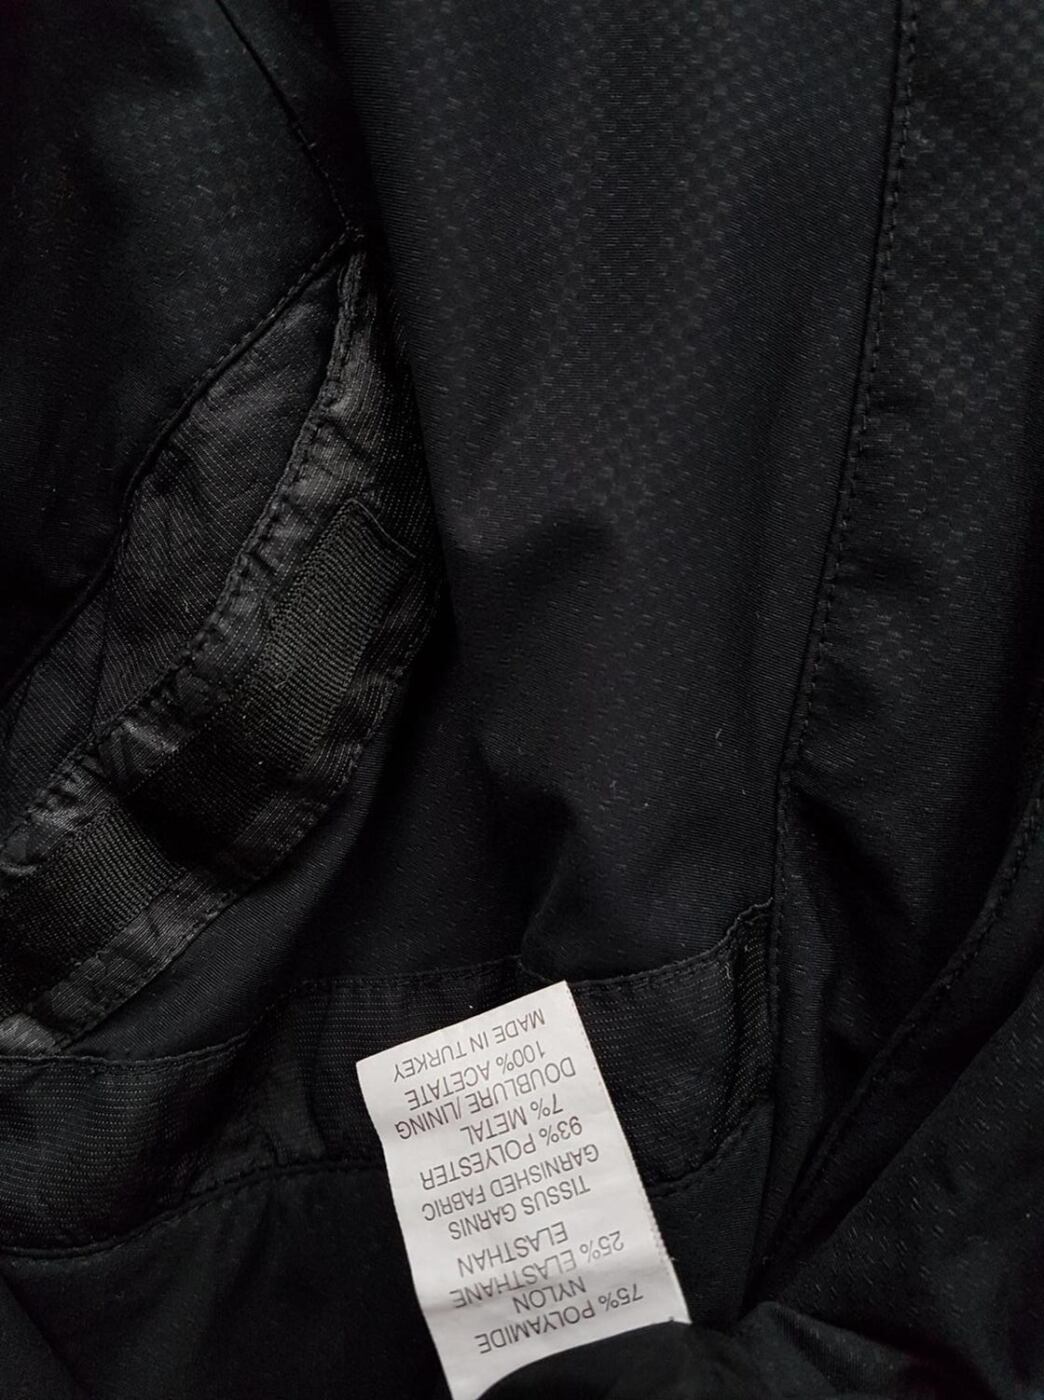 75% POLYAMIDE
NYLON
25% ELASTHANE
ELASTHAN
TISSUS GARNIS
GARNISHED FABRIC
93% POLYESTER
7% METAL
DOUBLURE /LINING
100% ACETATE
MADE IN TURKEY